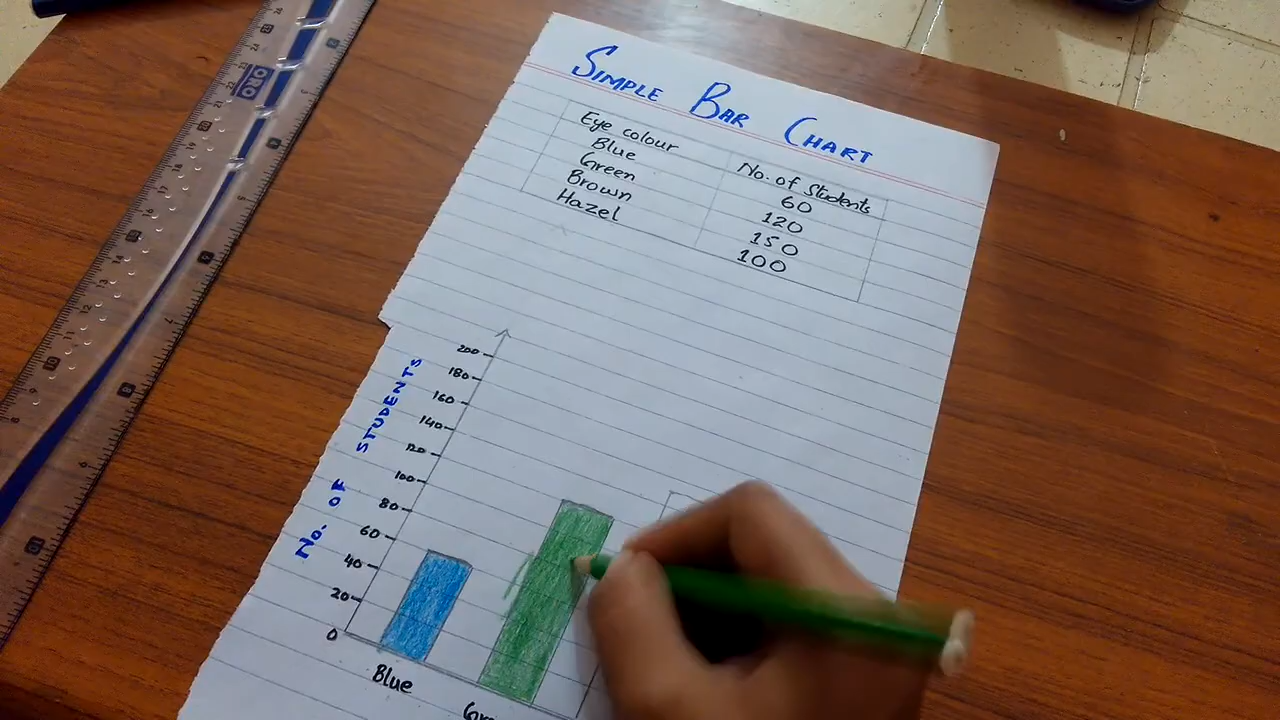 SIMPLE BAR CHART
Eye colour No. of Students
Blue 60
Green 120
Brown 150
Hazel 100
No. OF STUDENTS
200
180
160
140
120
100
80
60
40
20
0
Blue
ORO